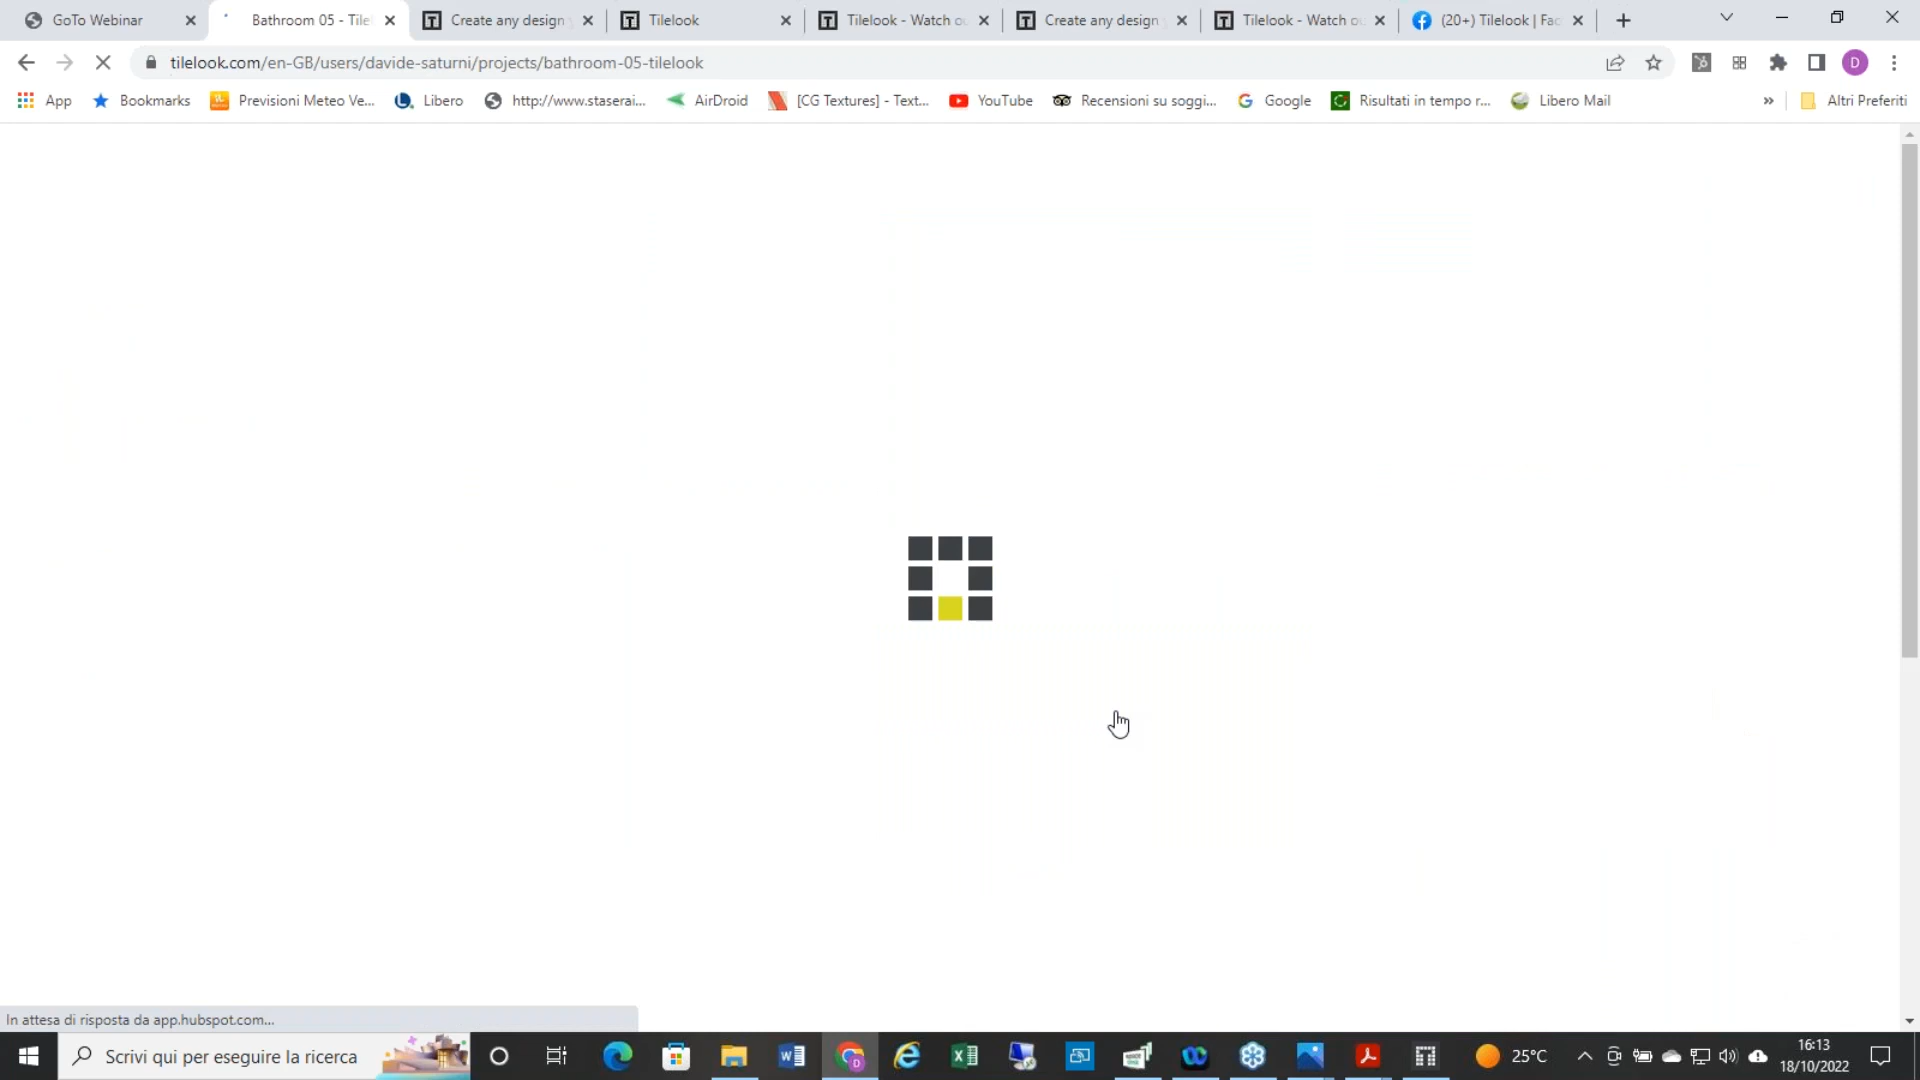 GoTo Webinar
Bathroom 05 - Tilel
Create any design
Tilelook
Tilelook - Watch ou
Create any design
Tilelook - Watch ou
(20+) Tilelook | Fac
tilelook.com/en-GB/users/davide-saturni/projects/bathroom-05-tilelook
D
App
Bookmarks
Previsioni Meteo Ve...
Libero
http://www.staserai...
AirDroid
[CG Textures] - Text...
YouTube
Recensioni su soggi...
Google
Risultati in tempo r...
Libero Mail
»
Altri Preferiti
In attesa di risposta da app.hubspot.com...
Scrivi qui per eseguire la ricerca
25°C
16:13
18/10/2022